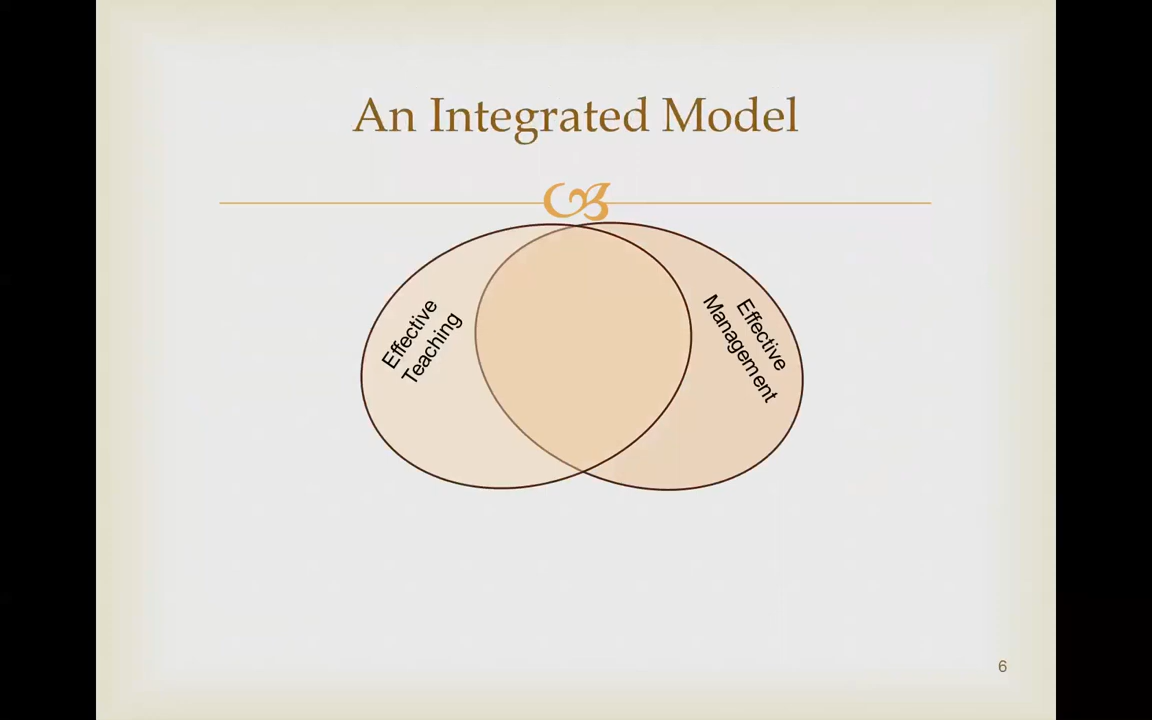 An Integrated Model
Effective
Teaching
Effective
Management
6